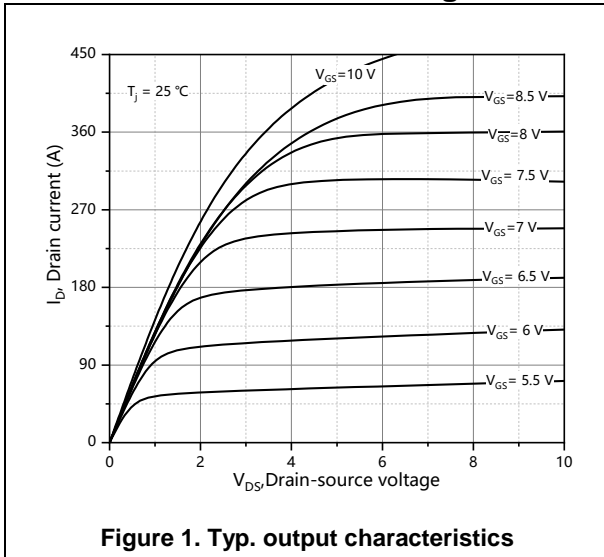 450
360
270
180
90
0
I_D, Drain current (A)
T_j = 25 ℃
V_GS=10 V
V_GS=8.5 V
V_GS=8 V
V_GS= 7.5 V
V_GS=7 V
V_GS= 6.5 V
V_GS= 6 V
V_GS= 5.5 V
0 2 4 6 8 10
V_DS,Drain-source voltage
Figure 1. Typ. output characteristics